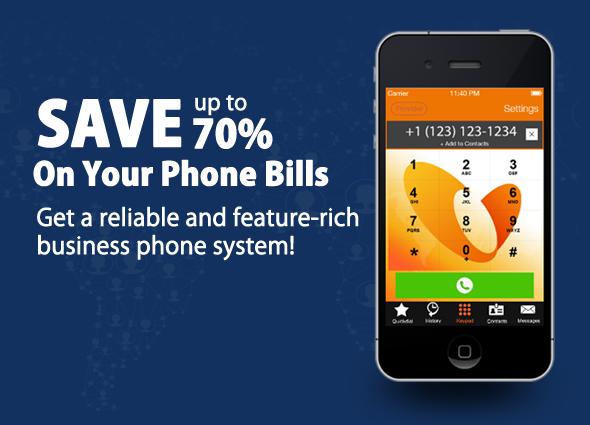 SAVE up to 70%
On Your Phone Bills
Get a reliable and feature-rich
business phone system!
Carrier 11:40 PM
Provider Settings
+1 (123) 123-1234
+ Add to Contacts
1 2 3
ABC DEF
4 5 6
GHI JKL MNO
7 8 9
PQRS TUV WXYZ
* 0 #
+
Quickdial History Keypad Contacts Messages